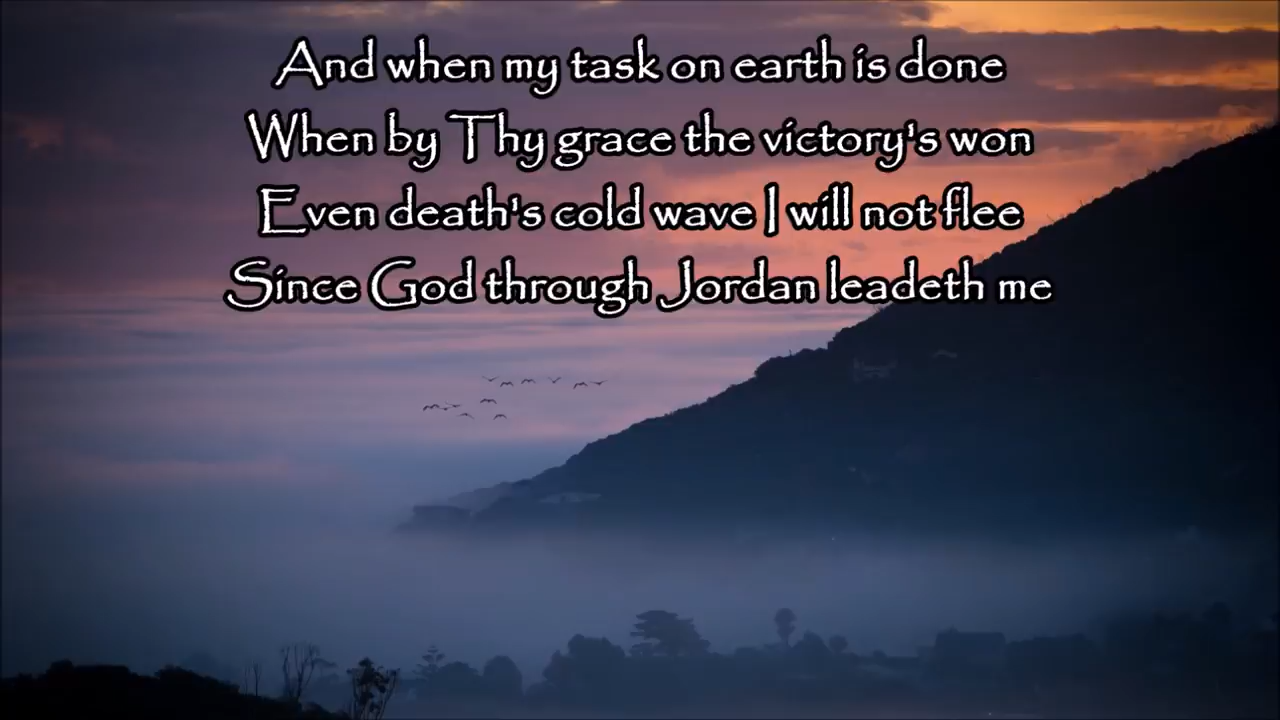 And when my task on earth is done
When by Thy grace the victory's won
Even death's cold wave I will not flee
Since God through Jordan leadeth me